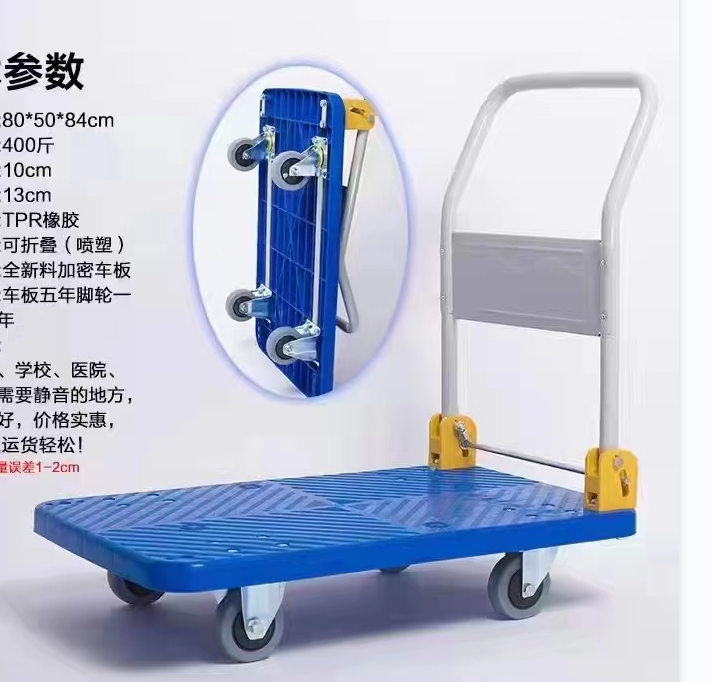 参数
:80*50*84cm
:400斤
:10cm
:13cm
:TPR橡胶
:可折叠（喷塑）
:全新料加密车板
:车板五年脚轮一
年
:
、学校、医院、
需要静音的地方，
好，价格实惠，
运货轻松！
量误差1-2cm